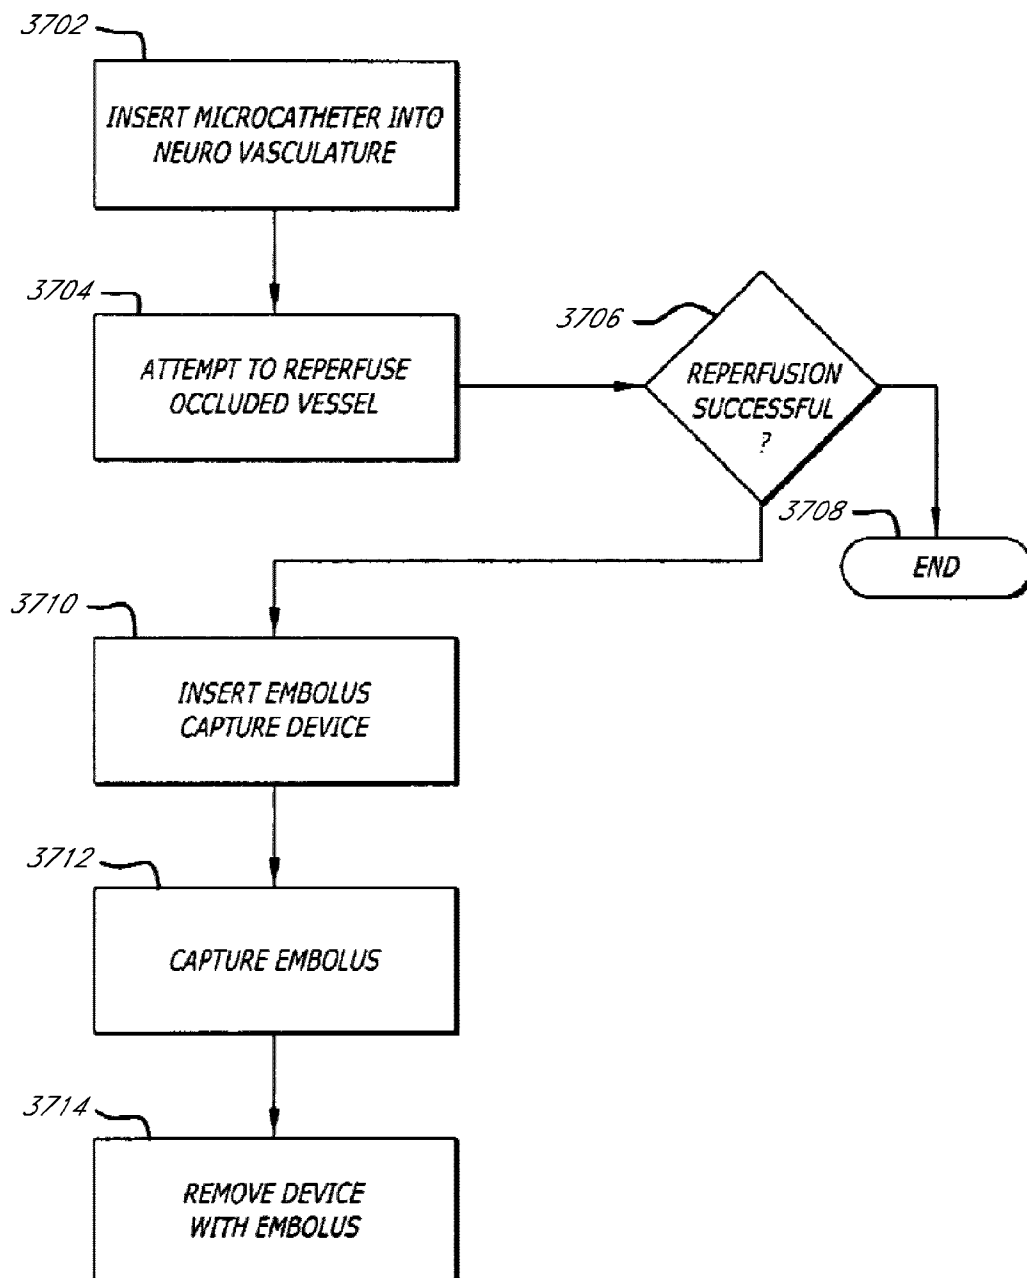 3702
INSERT MICROCATHETER INTO
NEURO VASCULATURE
3704
ATTEMPT TO REPERFUSE
OCCLUDED VESSEL
3706
REPERFUSION
SUCCESSFUL
?
3708
END
3710
INSERT EMBOLUS
CAPTURE DEVICE
3712
CAPTURE EMBOLUS
3714
REMOVE DEVICE
WITH EMBOLUS